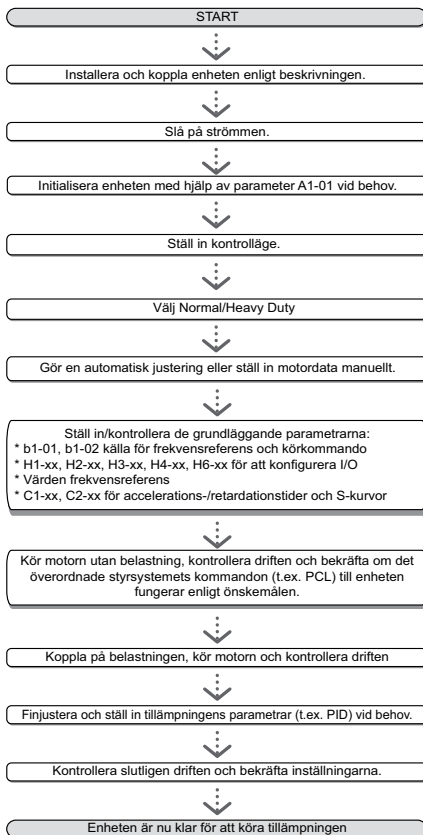 START
Installera och koppla enheten enligt beskrivningen.
Slå på strömmen.
Initialisera enheten med hjälp av parameter A1-01 vid behov.
Ställ in kontrolläge.
Välj Normal/Heavy Duty
Gör en automatisk justering eller ställ in motordata manuellt.
Ställ in/kontrollera de grundläggande parametrarna:
* b1-01, b1-02 källa för frekvensreferens och körkommando
* H1-xx, H2-xx, H3-xx, H4-xx, H6-xx för att konfigurera I/O
* Värden frekvensreferens
* C1-xx, C2-xx för accelerations-/retardationstider och S-kurvor
Kör motorn utan belastning, kontrollera driften och bekräfta om det
överordnade styrsystemets kommandon (t.ex. PCL) till enheten
fungerar enligt önskemålen.
Koppla på belastningen, kör motorn och kontrollera driften
Finjustera och ställ in tillämpningens parametrar (t.ex. PID) vid behov.
Kontrollera slutligen driften och bekräfta inställningarna.
Enheten är nu klar för att köra tillämpningen